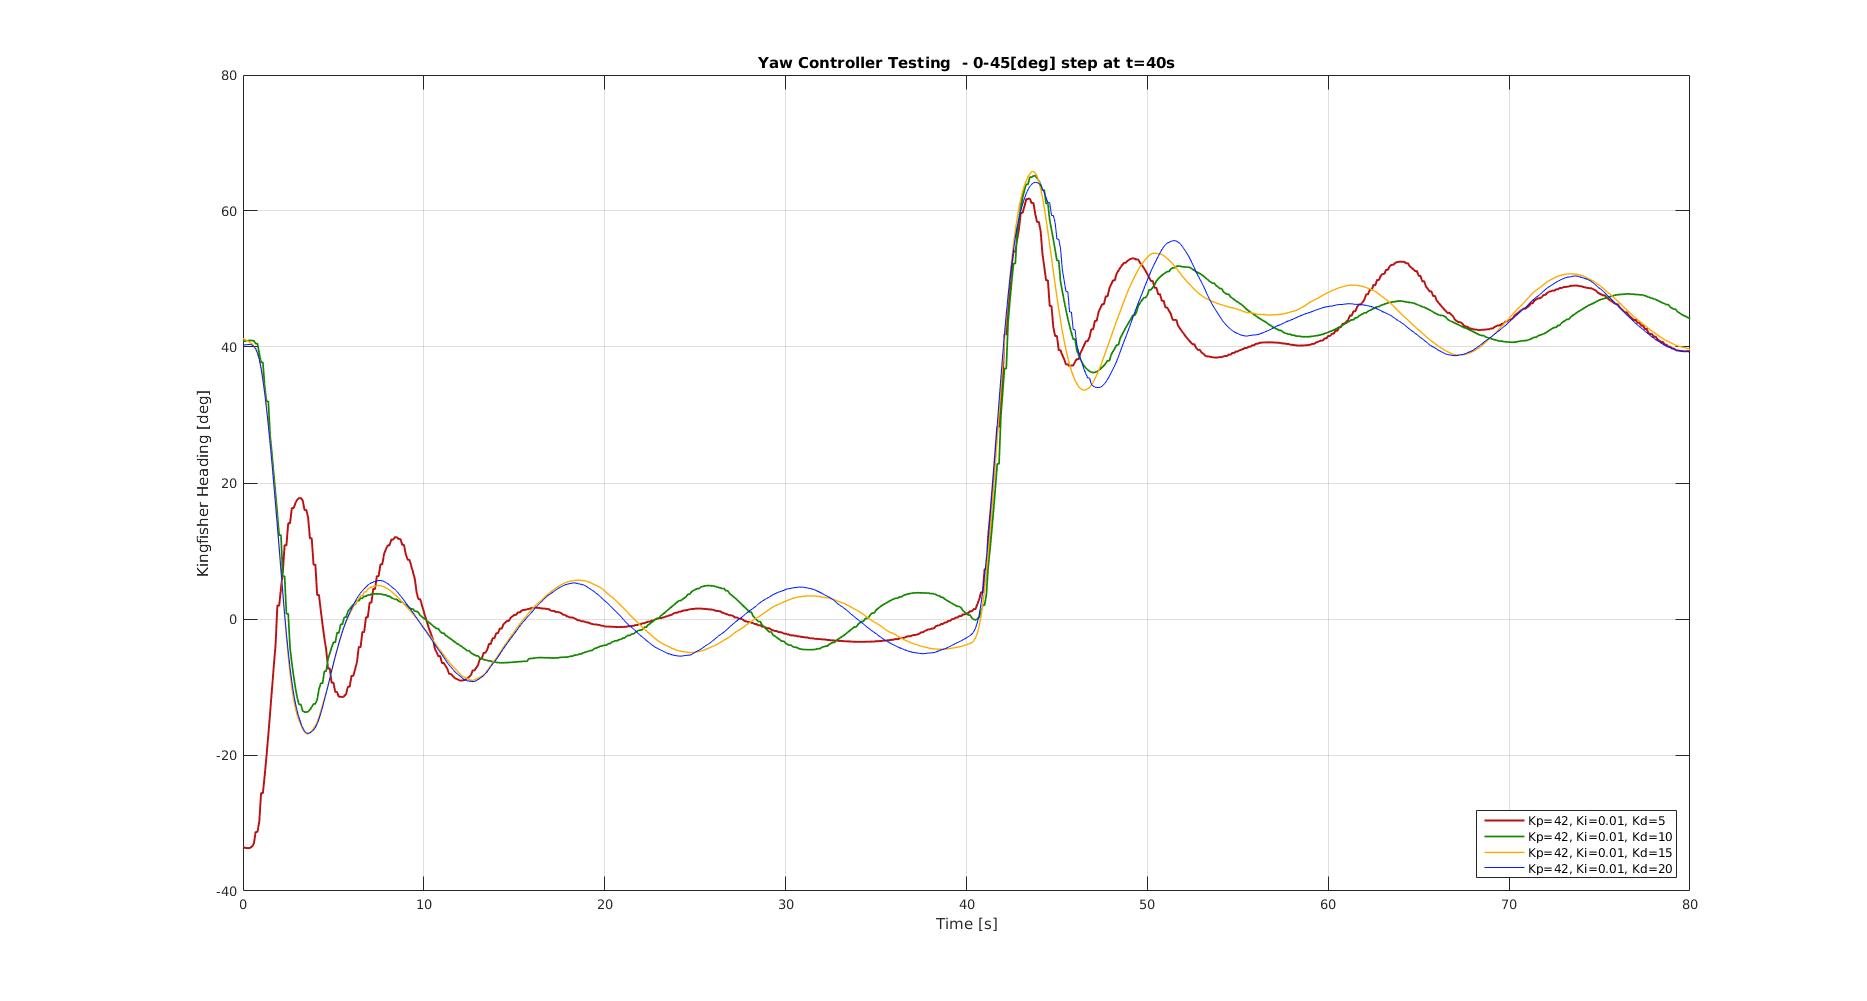 Yaw Controller Testing  - 0-45[deg] step at t=40s
80
60
40
20
0
-20
-40
Kingfisher Heading [deg]
0 10 20 30 40 50 60 70 80
Time [s]
Kp=42, Ki=0.01, Kd=5
Kp=42, Ki=0.01, Kd=10
Kp=42, Ki=0.01, Kd=15
Kp=42, Ki=0.01, Kd=20